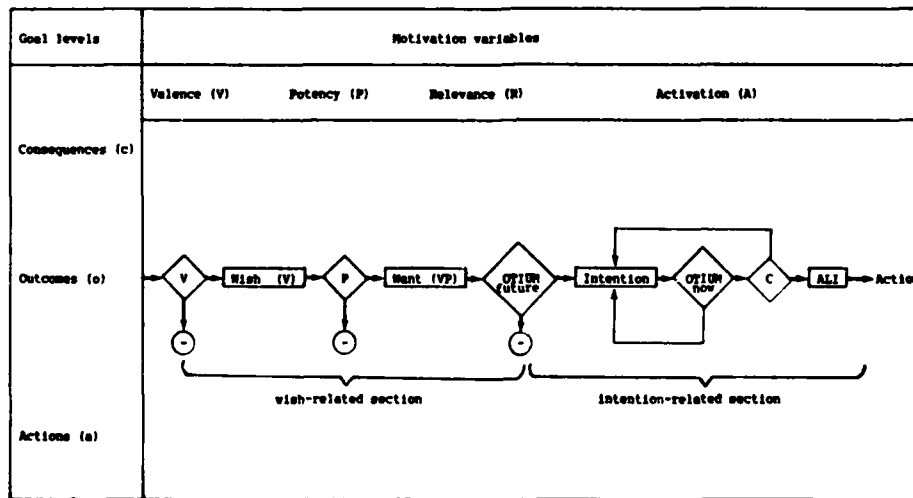 Goal levels
Motivation variables
Valence (V)
Potency (P)
Relevance (R)
Activation (A)
Consequences (c)
Outcomes (o)
V
Wish (V)
P
Want (VP)
OTIUM
future
Intention
OTIUM
now
C
ALI
Action
-
-
-
wish-related section
intention-related section
Actions (a)